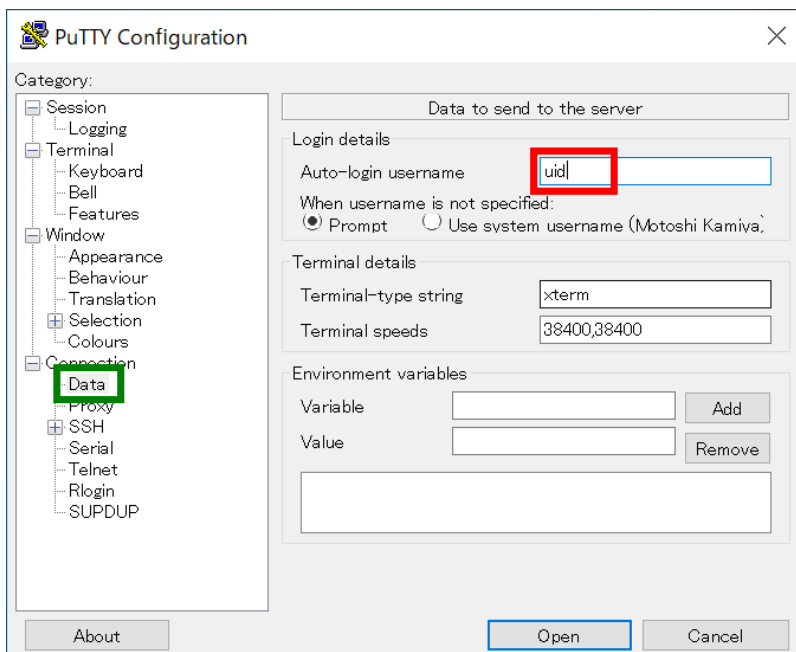 PuTTY Configuration
Category:
Session
Logging
Terminal
Keyboard
Bell
Features
Window
Appearance
Behaviour
Translation
Selection
Colours
Connection
Data
Proxy
SSH
Serial
Telnet
Rlogin
SUPDUP
Data to send to the server
Login details
Auto-login username uid
When username is not specified:
Prompt Use system username (Motoshi Kamiya)
Terminal details
Terminal-type string xterm
Terminal speeds 38400,38400
Environment variables
Variable Add
Value Remove
About Open Cancel